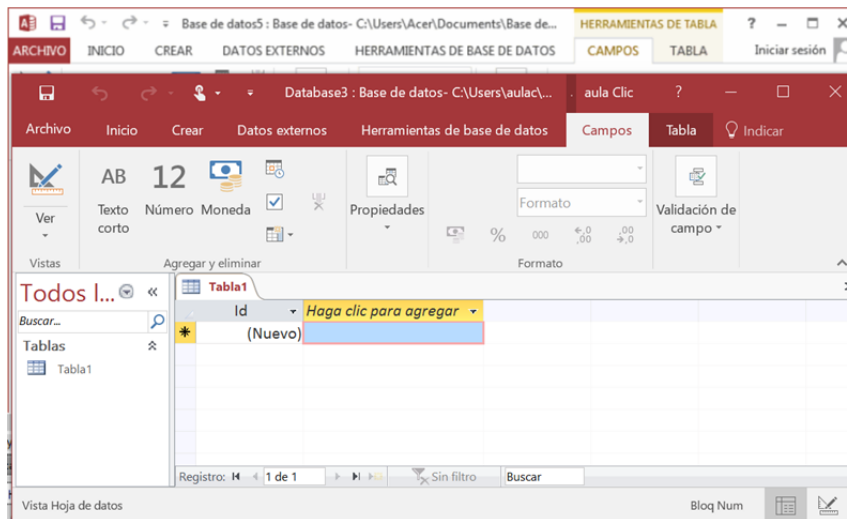 Base de datos5 : Base de datos- C:\Users\Acer\Documents\Base de... HERRAMIENTAS DE TABLA ?
ARCHIVO INICIO CREAR DATOS EXTERNOS HERRAMIENTAS DE BASE DE DATOS CAMPOS TABLA Iniciar sesión
Database3 : Base de datos- C:\Users\aulac\... . aula Clic ?
Archivo Inicio Crear Datos externos Herramientas de base de datos Campos Tabla Indicar
AB 12
Ver Texto corto Número Moneda Propiedades Formato Validación de campo
% 000 ,00 ,00
Vistas Agregar y eliminar Formato
Todos l... «
Tabla1
Id Haga clic para agregar
Buscar...
(Nuevo)
Tablas
Tabla1
Registro: 1 de 1 Sin filtro Buscar
Vista Hoja de datos Bloq Num